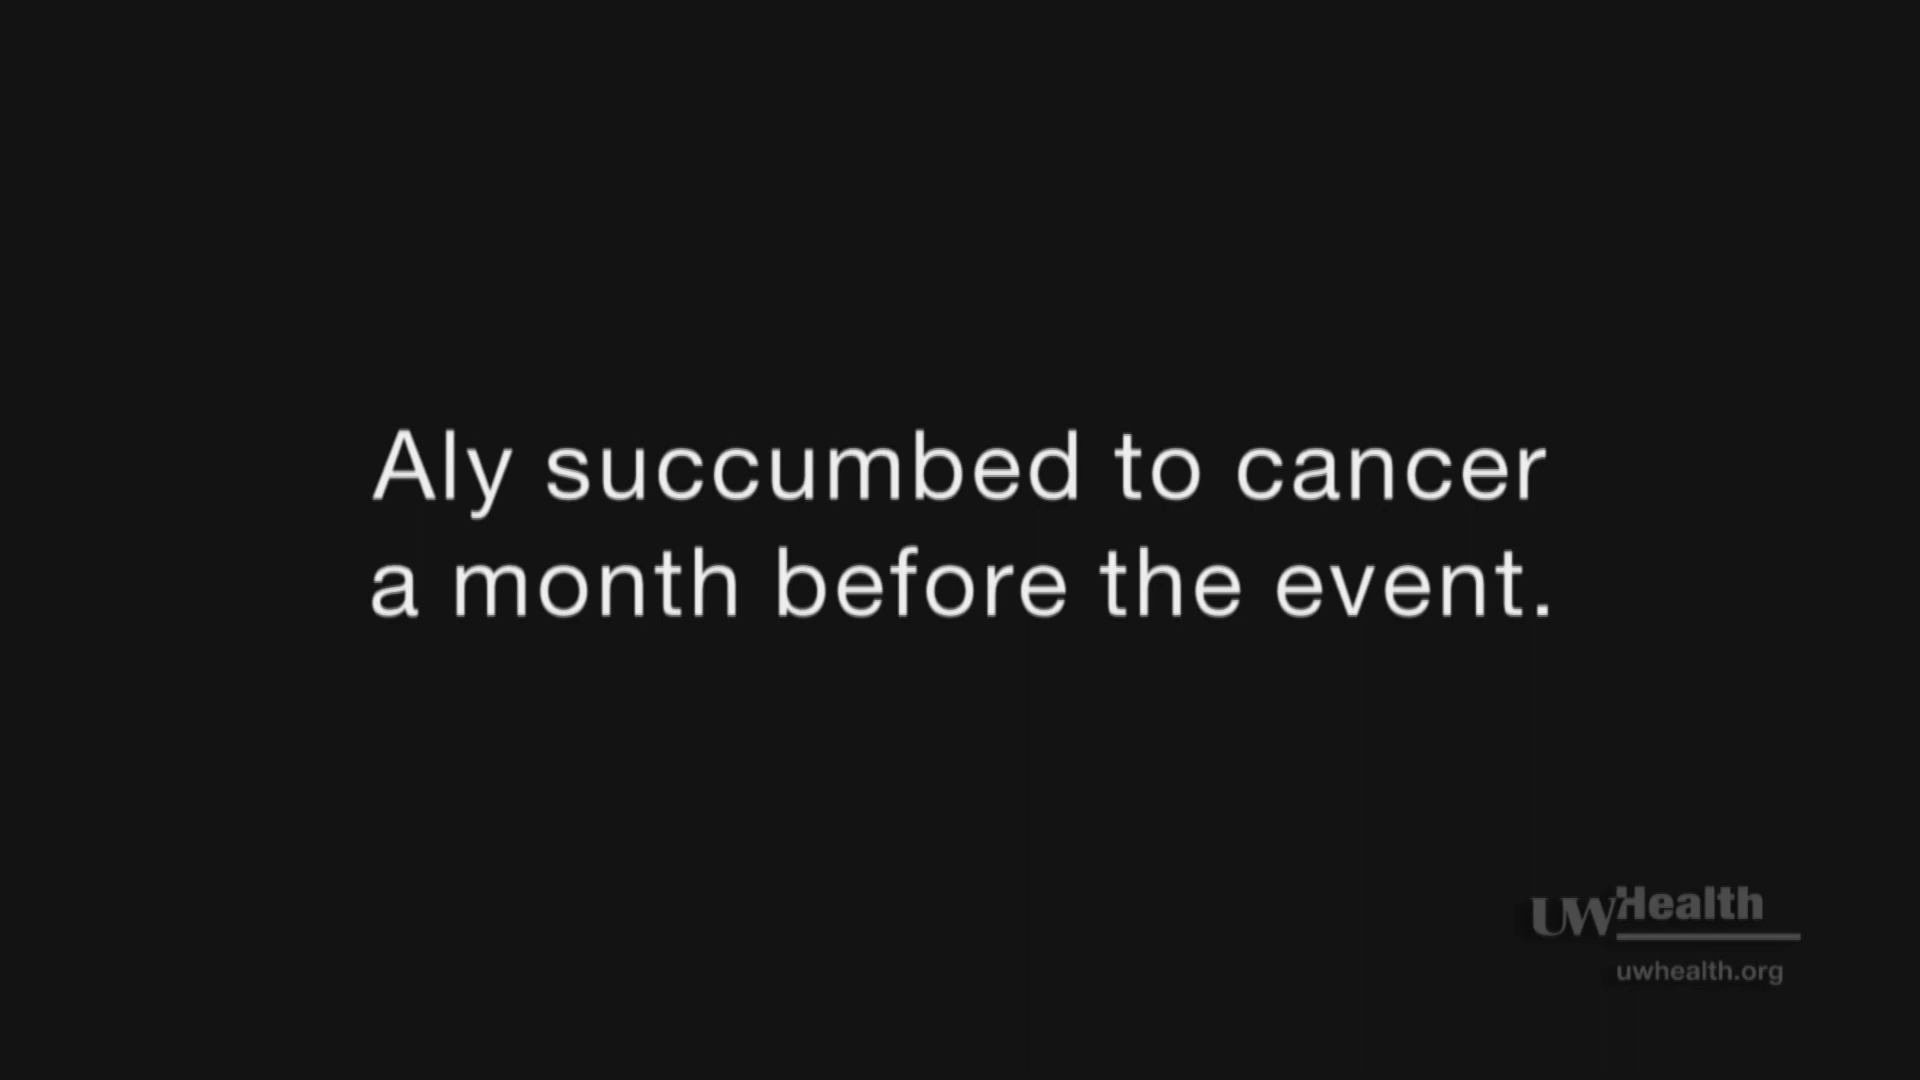 Aly succumbed to cancer
a month before the event.
UWHealth
uwhealth.org